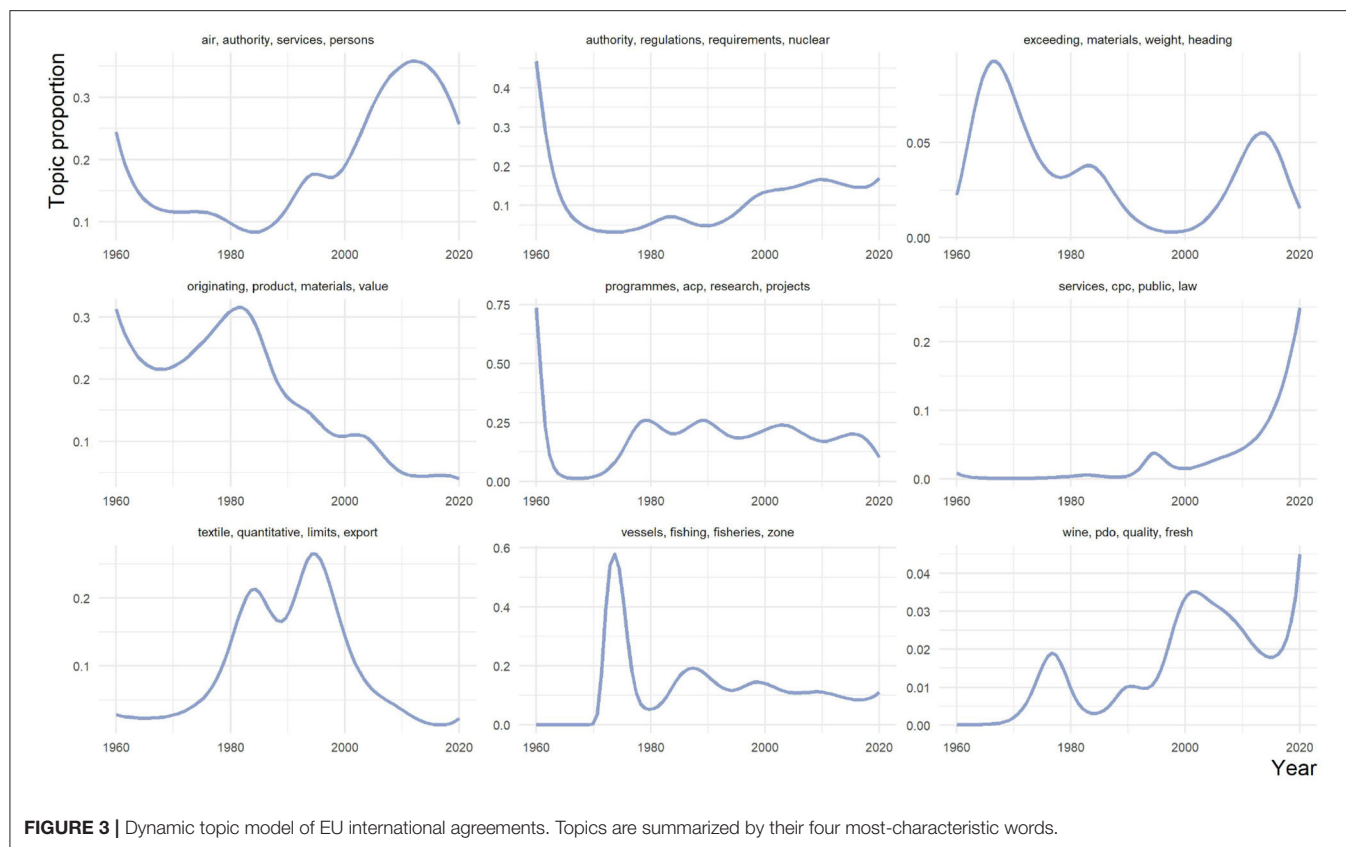 air, authority, services, persons
authority, regulations, requirements, nuclear
exceeding, materials, weight, heading
Topic proportion
0.3
0.2
0.1
1960 1980 2000 2020
0.4
0.3
0.2
0.1
1960 1980 2000 2020
0.05
0.00
1960 1980 2000 2020
originating, product, materials, value
programmes, acp, research, projects
services, cpc, public, law
0.3
0.2
0.1
1960 1980 2000 2020
0.75
0.50
0.25
0.00
1960 1980 2000 2020
0.2
0.1
0.0
1960 1980 2000 2020
textile, quantitative, limits, export
vessels, fishing, fisheries, zone
wine, pdo, quality, fresh
0.2
0.1
1960 1980 2000 2020
0.6
0.4
0.2
0.0
1960 1980 2000 2020
0.04
0.03
0.02
0.01
0.00
1960 1980 2000 2020
Year
FIGURE 3 | Dynamic topic model of EU international agreements. Topics are summarized by their four most-characteristic words.